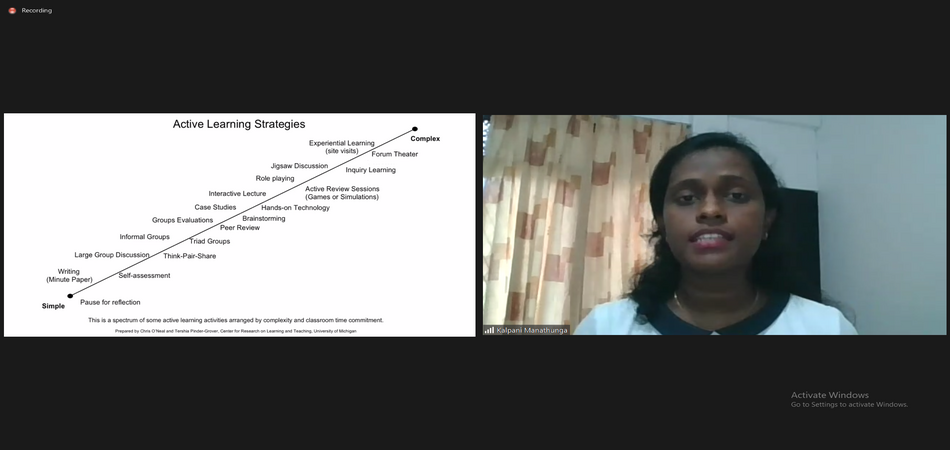 Recording
Active Learning Strategies
Complex
Experiential Learning
(site visits)
Forum Theater
Jigsaw Discussion
Inquiry Learning
Role playing
Active Review Sessions
(Games or Simulations)
Interactive Lecture
Case Studies
Hands-on Technology
Groups Evaluations
Brainstorming
Peer Review
Informal Groups
Triad Groups
Large Group Discussion
Think-Pair-Share
Writing
(Minute Paper)
Self-assessment
Simple
Pause for reflection
This is a spectrum of some active learning activities arranged by complexity and classroom time commitment.
Prepared by Chris O'Neal and Tershia Pinder-Grover, Center for Research on Learning and Teaching, University of Michigan
Kalpani Manathunga
Activate Windows
Go to Settings to activate Windows.